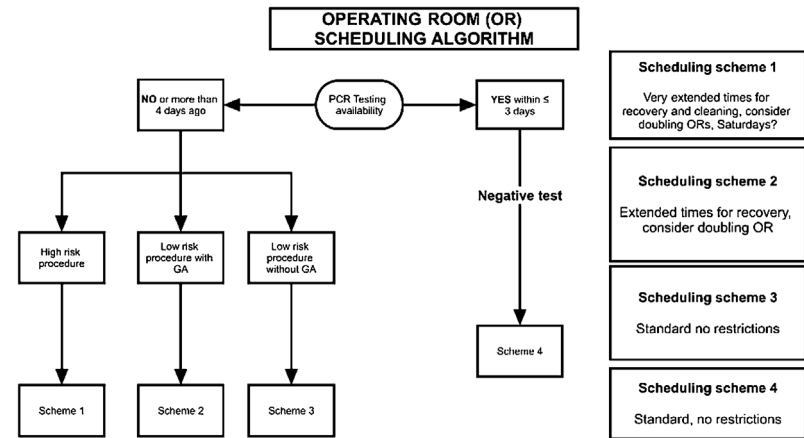 OPERATING ROOM (OR)
SCHEDULING ALGORITHM
NO or more than
4 days ago
PCR Testing
availability
YES within ≤
3 days
Negative test
High risk
procedure
Low risk
procedure with
GA
Low risk
procedure
without GA
Scheme 1
Scheme 2
Scheme 3
Scheme 4
Scheduling scheme 1
Very extended times for
recovery and cleaning, consider
doubling ORs, Saturdays?
Scheduling scheme 2
Extended times for recovery,
consider doubling OR
Scheduling scheme 3
Standard no restrictions
Scheduling scheme 4
Standard, no restrictions